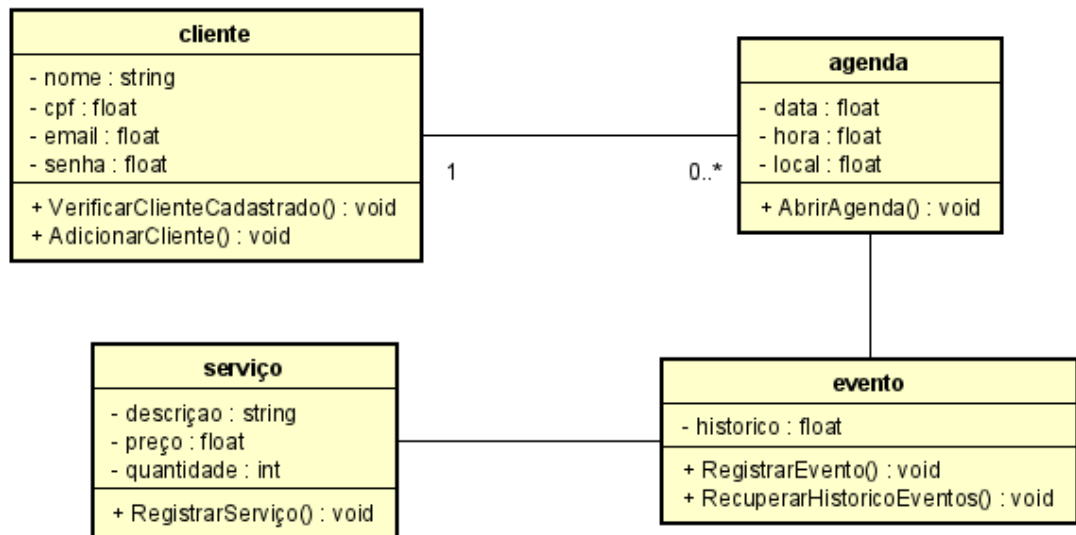 cliente
- nome : string
- cpf : float
- email : float
- senha : float
+ VerificarClienteCadastrado() : void
+ AdicionarCliente() : void
1
0..*
agenda
- data : float
- hora : float
- local : float
+ AbrirAgenda() : void
serviço
- descriçao : string
- preço : float
- quantidade : int
+ RegistrarServiço() : void
evento
- historico : float
+ RegistrarEvento() : void
+ RecuperarHistoricoEventos() : void